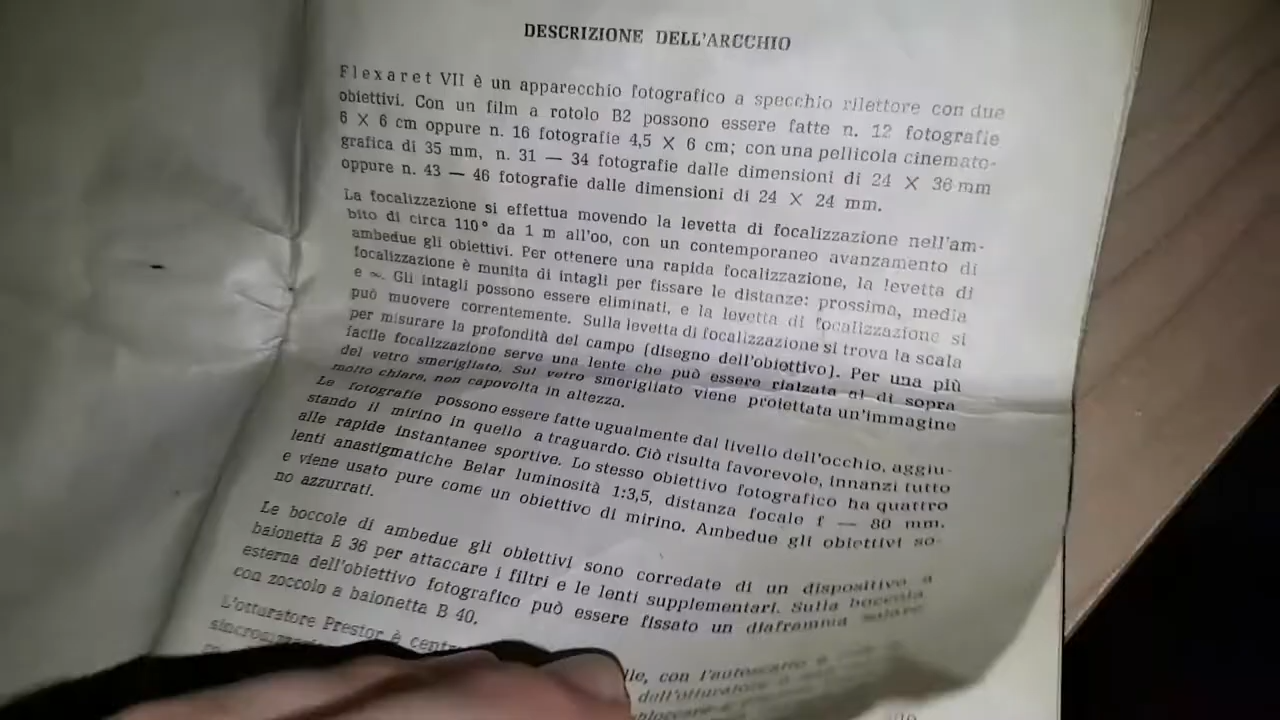 DESCRIZIONE DELL'ARCCHIO
Flexaret VII è un apparecchio fotografico a specchio rilettore con due
obiettivi. Con un film a rotolo B2 possono essere fatte n. 12 fotografie
6 X 6 cm oppure n. 16 fotografie 4,5 X 6 cm; con una pellicola cinemato-
grafica di 35 mm, n. 31 — 34 fotografie dalle dimensioni di 24 X 36 mm
oppure n. 43 — 46 fotografie dalle dimensioni di 24 X 24 mm.
La focalizzazione si effettua movendo la levetta di focalizzazione nell'am-
bito di circa 110° da 1 m all'oo, con un contemporaneo avanzamento di
ambedue gli obiettivi. Per ottenere una rapida focalizzazione, la levetta di
focalizzazione è munita di intagli per fissare le distanze: prossima, media
e ∞. Gli intagli possono essere eliminati, e la levetta di focalizzazione si
può muovere correntemente. Sulla levetta di focalizzazione si trova la scala
per misurare la profondità del campo (disegno dell'obiettivo). Per una più
facile focalizzazione serve una lente che può essere rialzata al di sopra
del vetro smerigliato. Sul vetro smerigliato viene proiettata un'immagine
molto chiara, non capovolta in altezza.
Le fotografie possono essere fatte ugualmente dal livello dell'occhio, aggiu-
stando il mirino in quello a traguardo. Ciò risulta favorevole, innanzi tutto
alle rapide instantanee sportive. Lo stesso obiettivo fotografico ha quattro
lenti anastigmatiche Belar luminosità 1:3,5, distanza focale f — 80 mm.
e viene usato pure come un obiettivo di mirino. Ambedue gli obiettivi so-
no azzurrati.
Le boccole di ambedue gli obiettivi sono corredate di un dispositivo a
baionetta B 36 per attaccare i filtri e le lenti supplementari. Sulla boccola
esterna dell'obiettivo fotografico può essere fissato un diaframma solare
con zoccolo a baionetta B 40.
L'otturatore Prestor è
con l'autoscatto
dell'otturatore